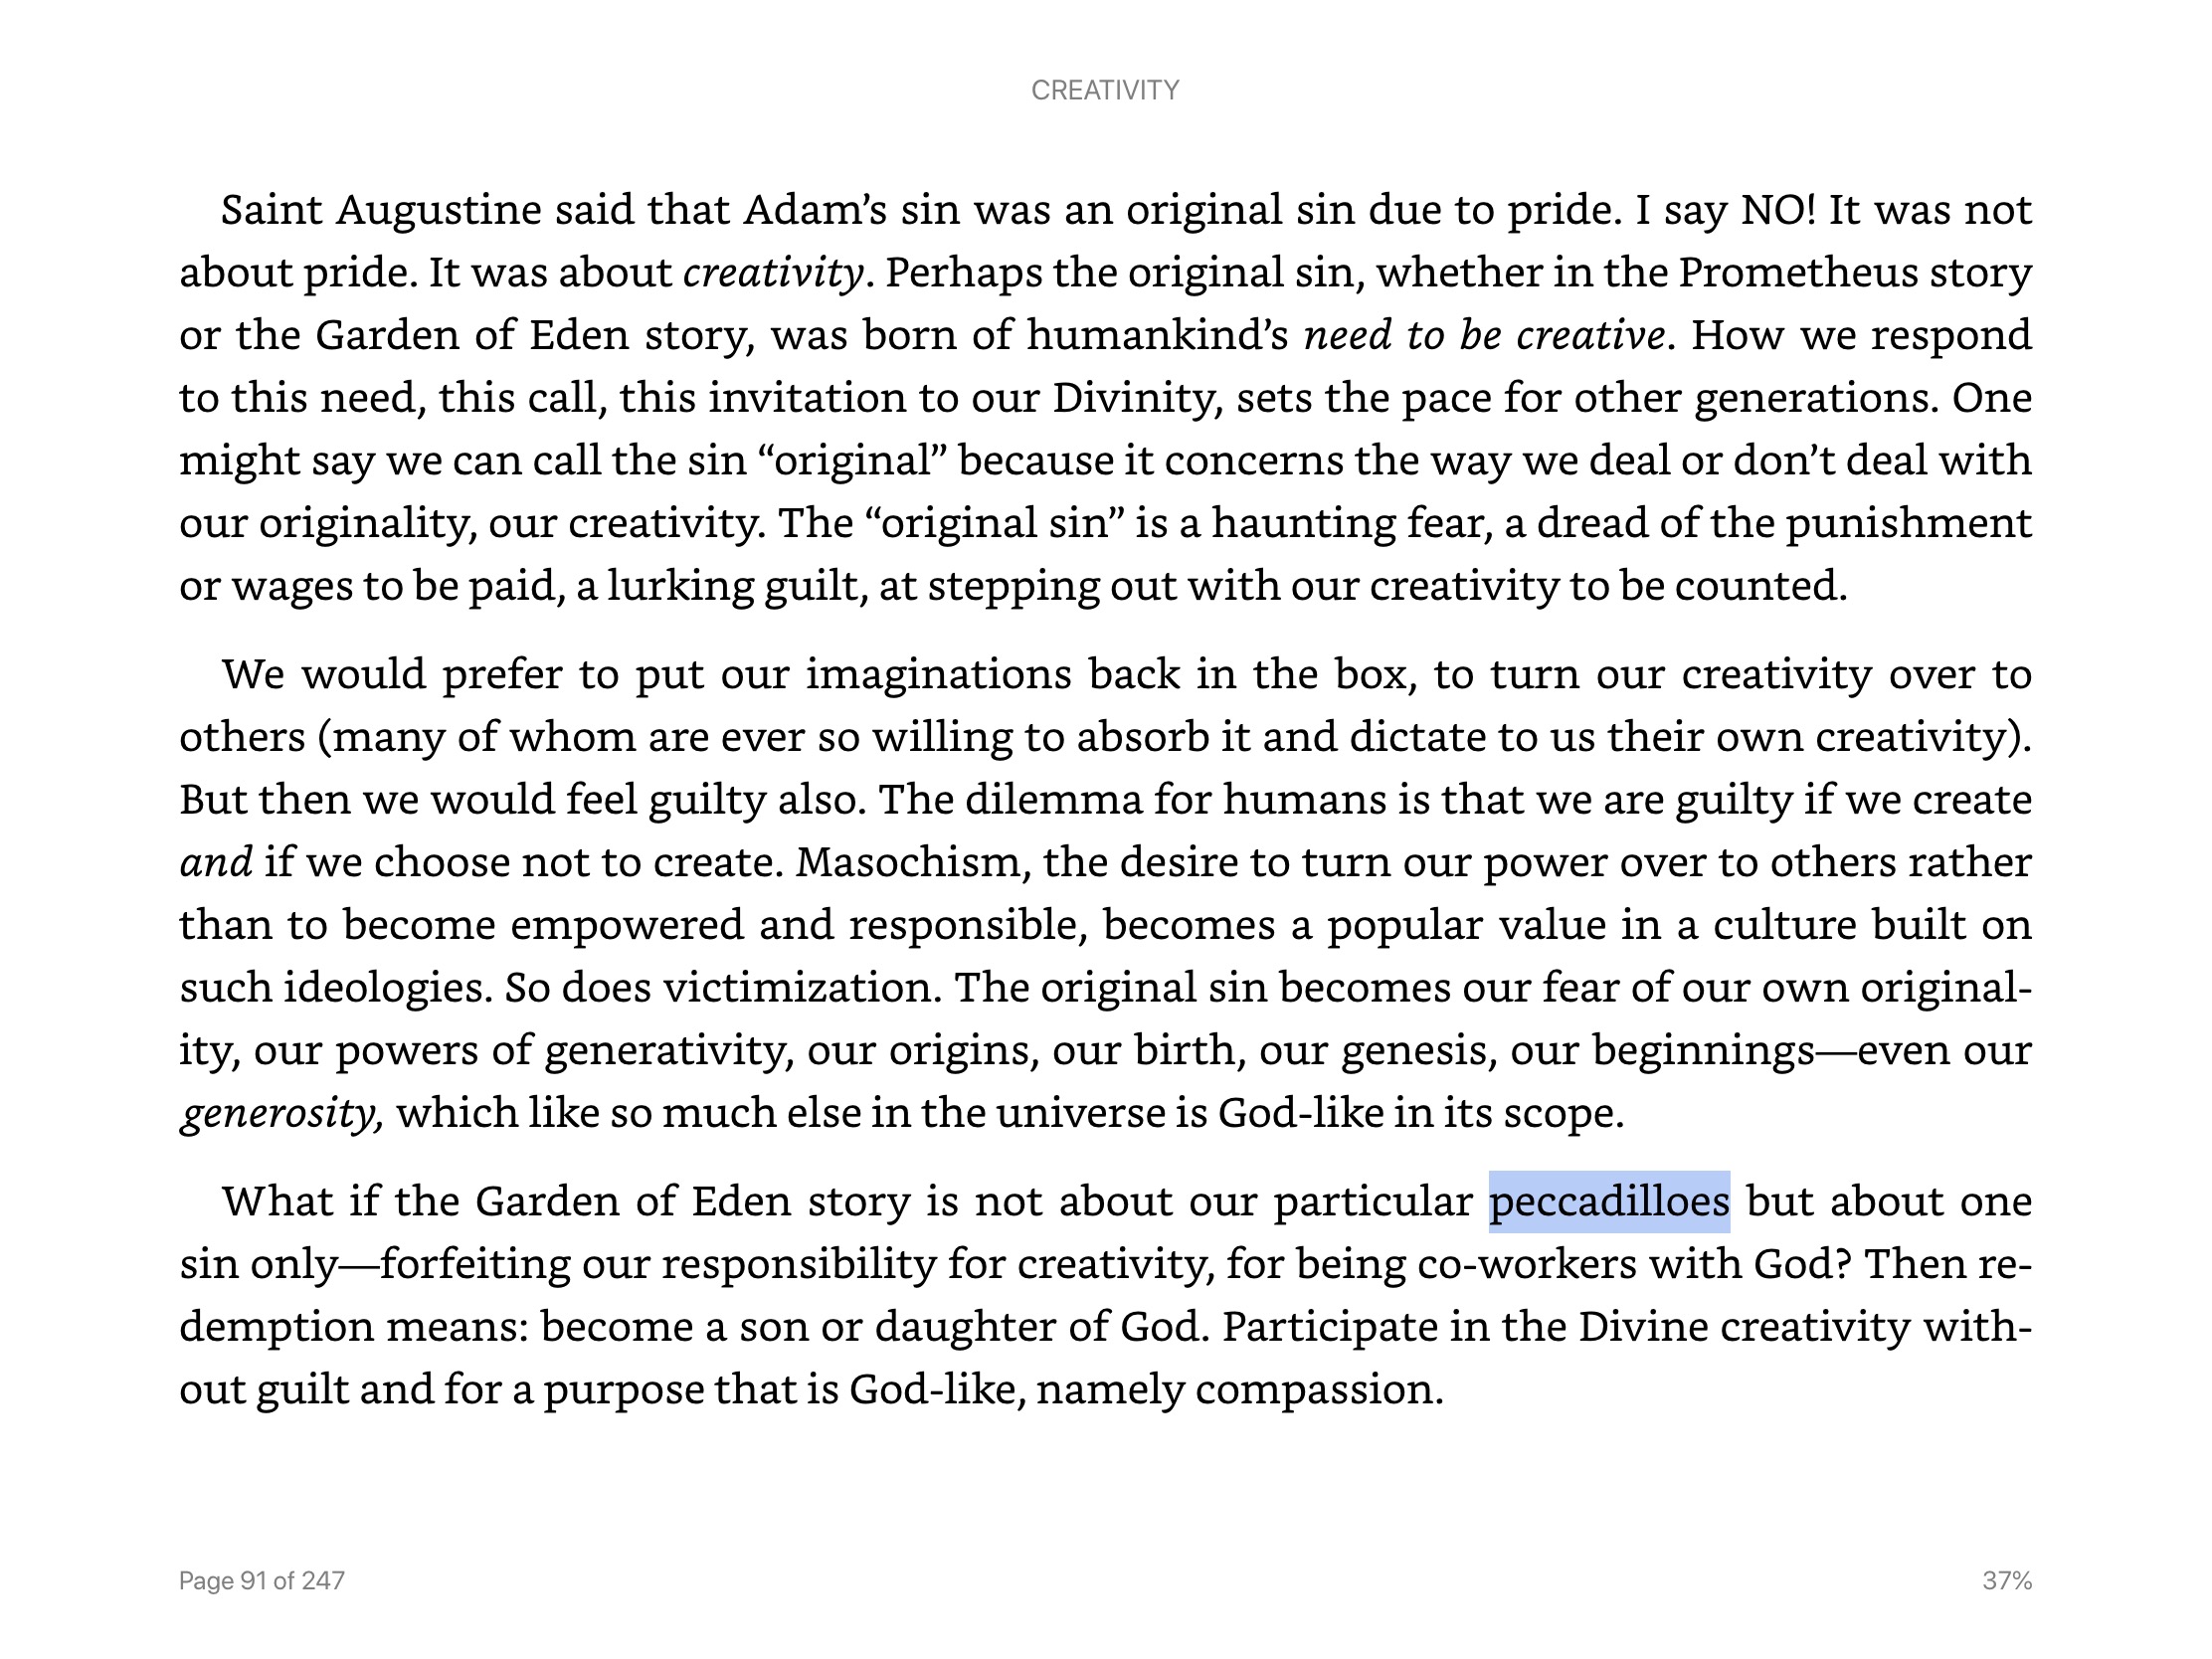 CREATIVITY
Saint Augustine said that Adam’s sin was an original sin due to pride. I say NO! It was not
about pride. It was about creativity. Perhaps the original sin, whether in the Prometheus story
or the Garden of Eden story, was born of humankind’s need to be creative. How we respond
to this need, this call, this invitation to our Divinity, sets the pace for other generations. One
might say we can call the sin “original” because it concerns the way we deal or don’t deal with
our originality, our creativity. The “original sin” is a haunting fear, a dread of the punishment
or wages to be paid, a lurking guilt, at stepping out with our creativity to be counted.
We would prefer to put our imaginations back in the box, to turn our creativity over to
others (many of whom are ever so willing to absorb it and dictate to us their own creativity).
But then we would feel guilty also. The dilemma for humans is that we are guilty if we create
and if we choose not to create. Masochism, the desire to turn our power over to others rather
than to become empowered and responsible, becomes a popular value in a culture built on
such ideologies. So does victimization. The original sin becomes our fear of our own original-
ity, our powers of generativity, our origins, our birth, our genesis, our beginnings—even our
generosity, which like so much else in the universe is God-like in its scope.
What if the Garden of Eden story is not about our particular peccadilloes but about one
sin only—forfeiting our responsibility for creativity, for being co-workers with God? Then re-
demption means: become a son or daughter of God. Participate in the Divine creativity with-
out guilt and for a purpose that is God-like, namely compassion.
Page 91 of 247
37%